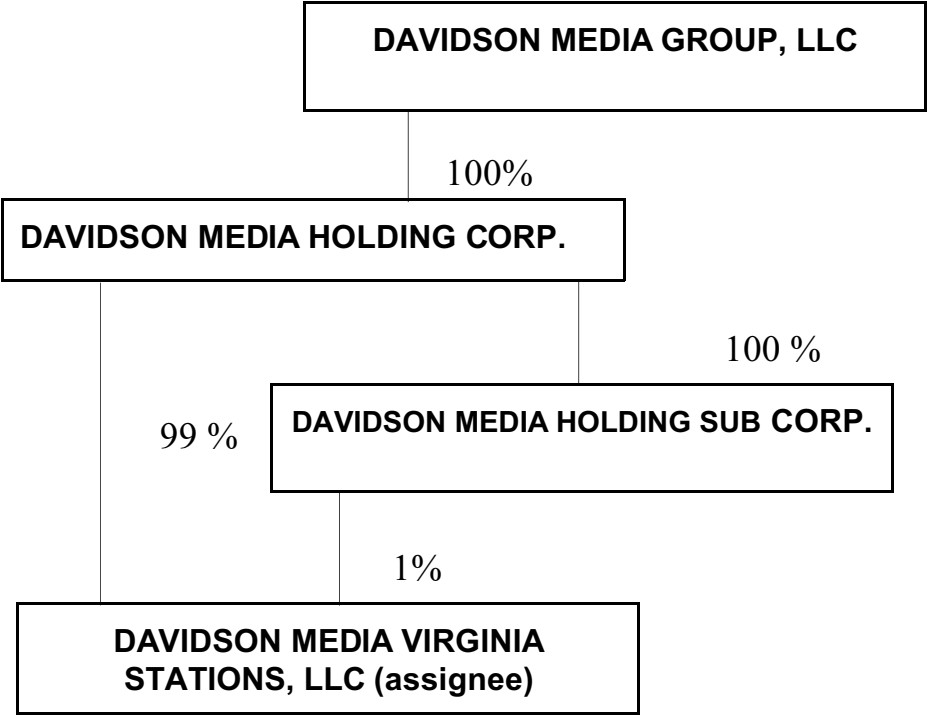 DAVIDSON MEDIA GROUP, LLC
100%
DAVIDSON MEDIA HOLDING CORP.
100 %
DAVIDSON MEDIA HOLDING SUB CORP.
99 %
1%
DAVIDSON MEDIA VIRGINIA
STATIONS, LLC (assignee)